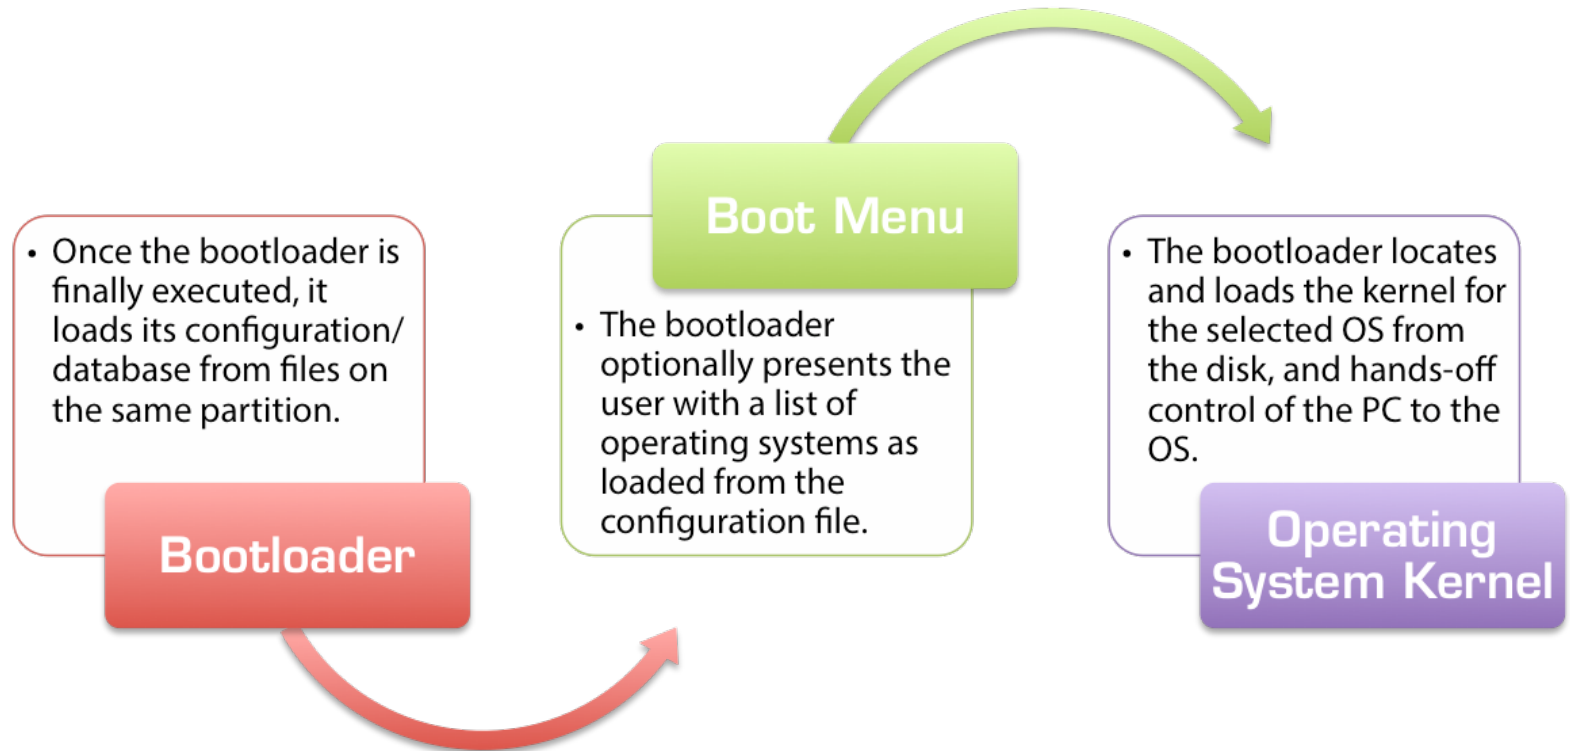 • Once the bootloader is
finally executed, it
loads its configuration/
database from files on
the same partition.
Bootloader
Boot Menu
• The bootloader
optionally presents the
user with a list of
operating systems as
loaded from the
configuration file.
• The bootloader locates
and loads the kernel for
the selected OS from
the disk, and hands-off
control of the PC to the
OS.
Operating
System Kernel